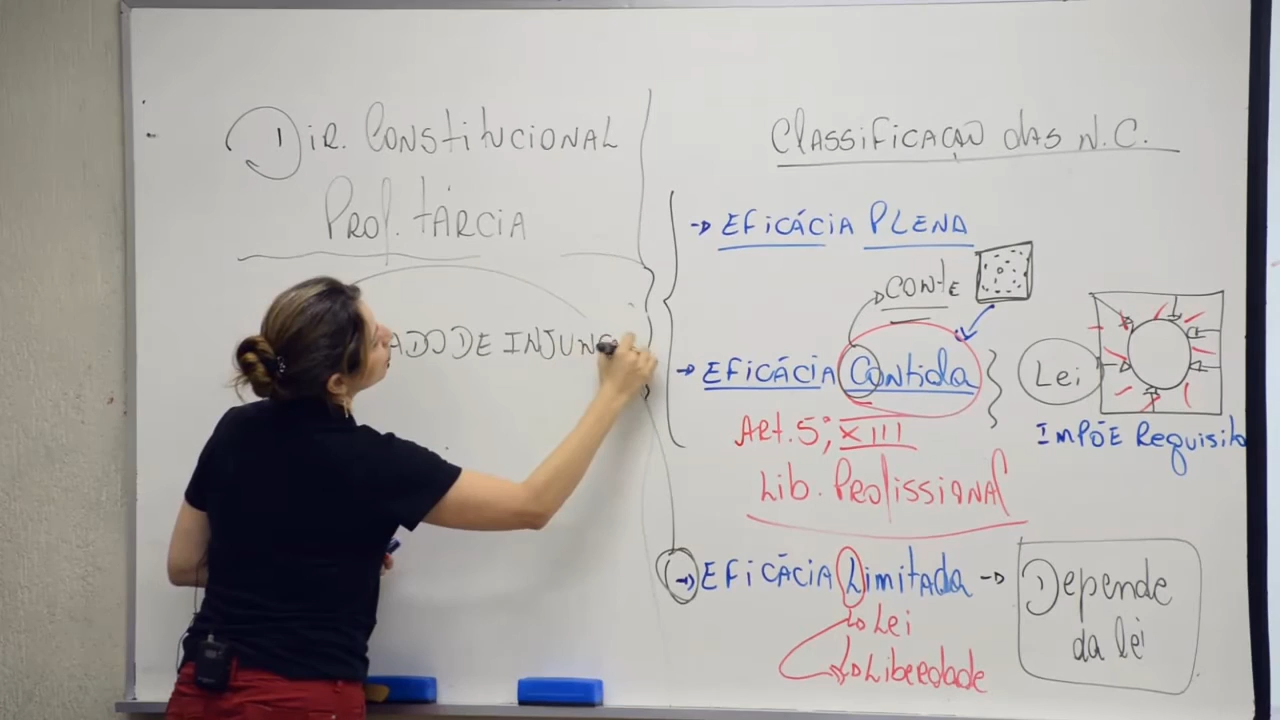 Dir. Constitucional
Prof. Tárcia
ADO DE INJUNÇ
Classificação das N.C.
→ Eficácia Plena
→ Conte
→ Eficácia Contida
Art. 5º, XIII
Lib. Profissional
Lei
Impõe Requisito
→ Eficácia Limitada →
→ Lei
→ Liberdade
Depende
da lei